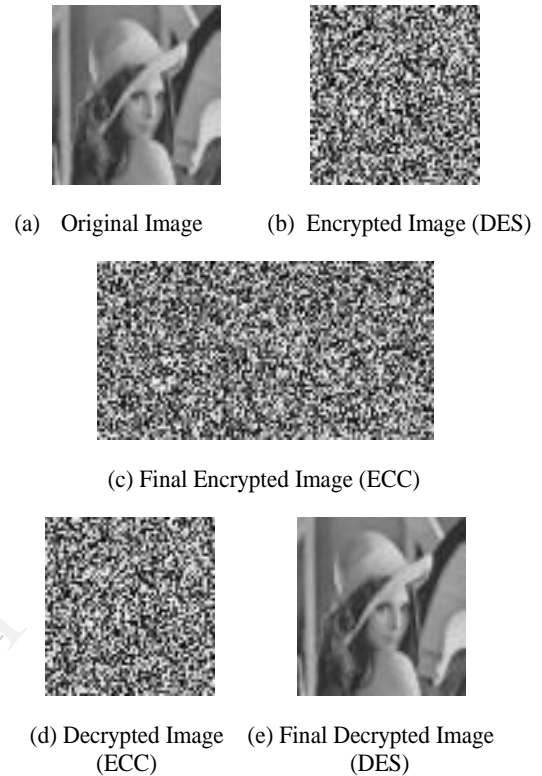 (a) Original Image
(b) Encrypted Image (DES)
(c) Final Encrypted Image (ECC)
(d) Decrypted Image
(ECC)
(e) Final Decrypted Image
(DES)